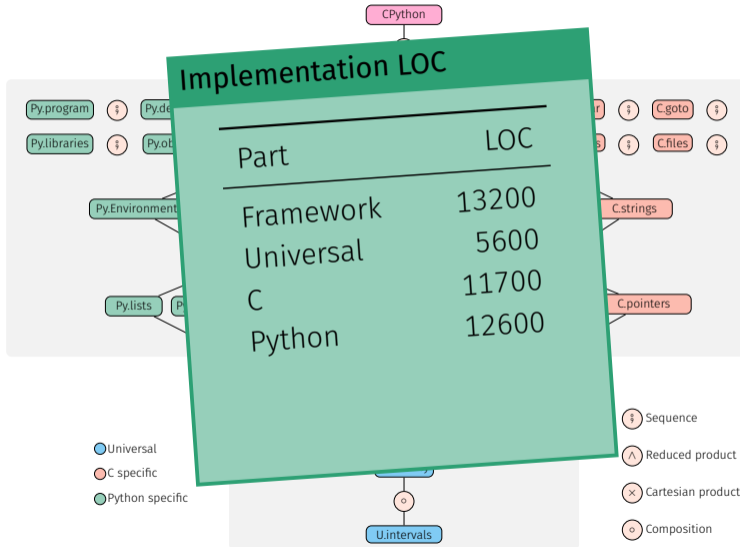 CPython
Implementation LOC
Py.program
C.goto
Py.libraries
C.files
Part LOC
Py.Environment
C.strings
Framework 13200
Universal 5600
C 11700
Python 12600
Py.lists
C.pointers
Sequence
Universal
Reduced product
C specific
Cartesian product
Python specific
Composition
U.intervals